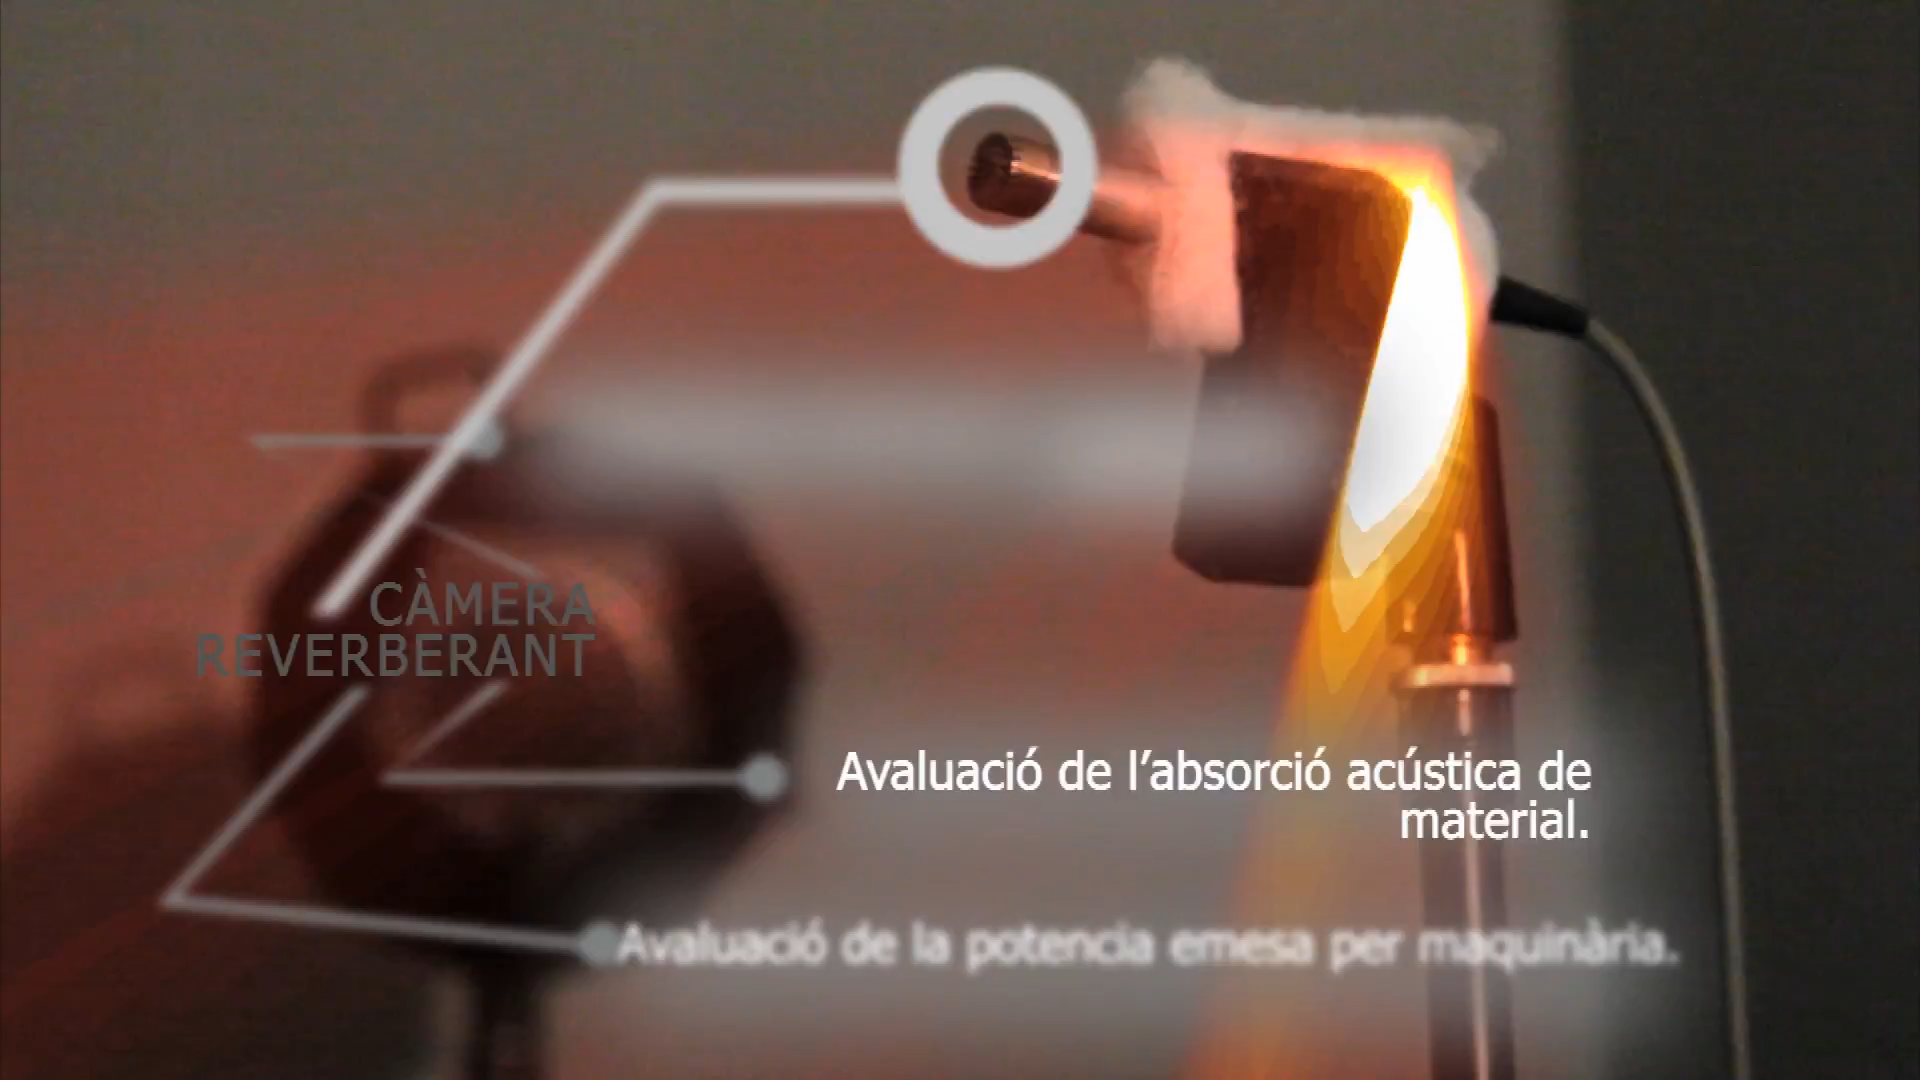 CÀMERA
REVERBERANT
Avaluació de l’absorció acústica de
material.
Avaluació de la potencia emesa per maquinària.